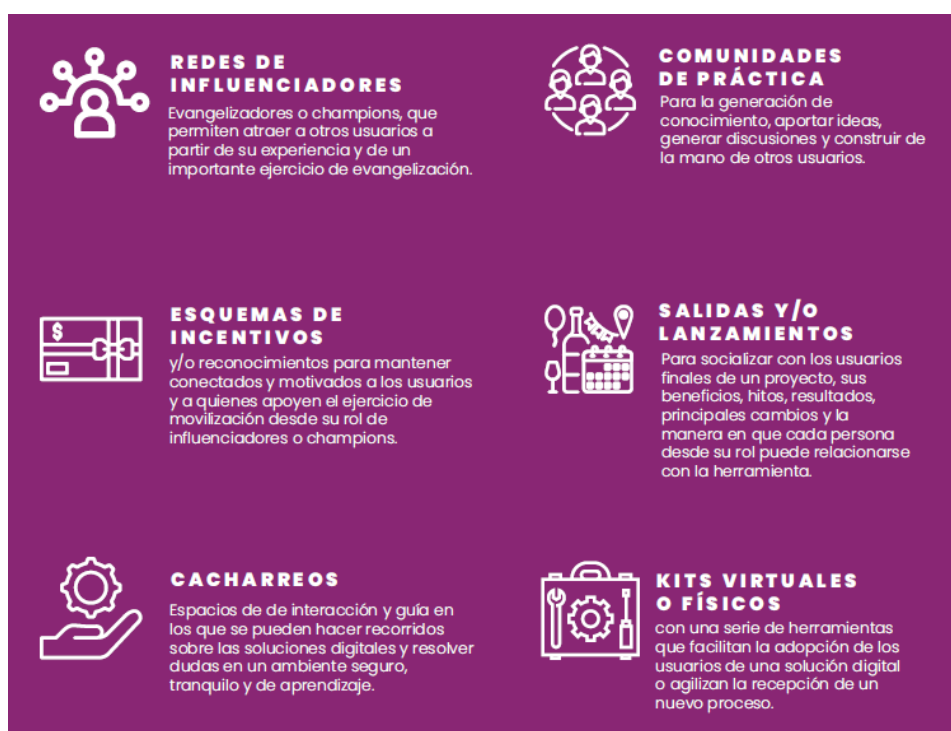 REDES DE
INFLUENCIADORES
Evangelizadores o champions, que
permiten atraer a otros usuarios a
partir de su experiencia y de un
importante ejercicio de evangelización.
COMUNIDADES
DE PRÁCTICA
Para la generación de
conocimiento, aportar ideas,
generar discusiones y construir de
la mano de otros usuarios.
$
ESQUEMAS DE
INCENTIVOS
y/o reconocimientos para mantener
conectados y motivados a los usuarios
y a quienes apoyen el ejercicio de
movilización desde su rol de
influenciadores o champions.
SALIDAS Y/O
LANZAMIENTOS
Para socializar con los usuarios
finales de un proyecto, sus
beneficios, hitos, resultados,
principales cambios y la
manera en que cada persona
desde su rol puede relacionarse
con la herramienta.
CACHARREOS
Espacios de de interacción y guía en
los que se pueden hacer recorridos
sobre las soluciones digitales y resolver
dudas en un ambiente seguro,
tranquilo y de aprendizaje.
KITS VIRTUALES
O FÍSICOS
con una serie de herramientas
que facilitan la adopción de los
usuarios de una solución digital
o agilizan la recepción de un
nuevo proceso.